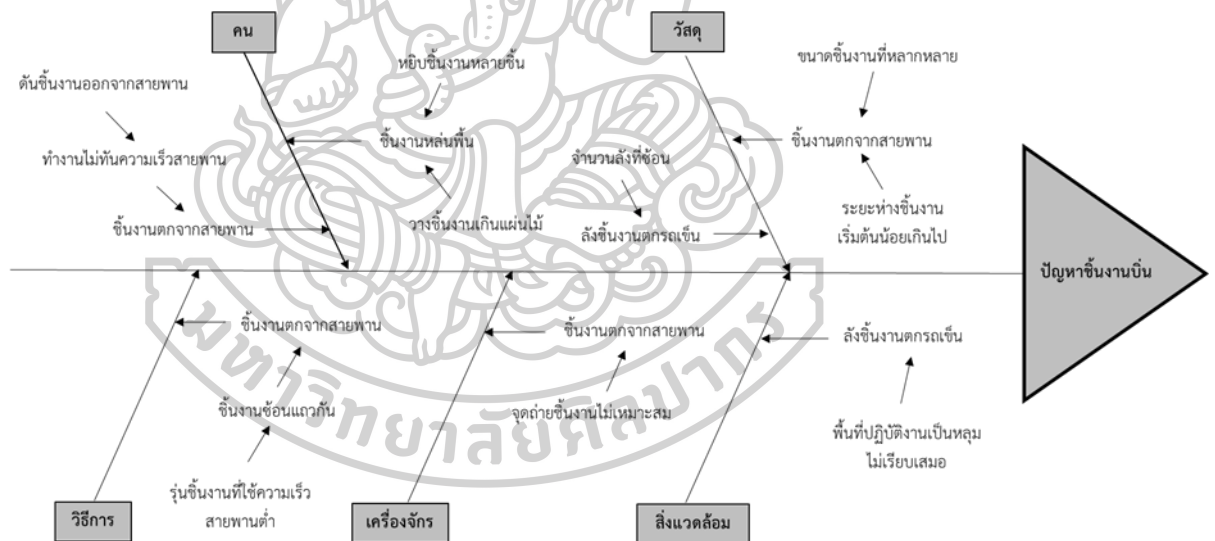 คน
วัสดุ
ขนาดชิ้นงานที่หลากหลาย
หยิบชิ้นงานหลายชิ้น
ดันชิ้นงานออกจากสายพาน
ชิ้นงานหล่นพื้น
ชิ้นงานตกจากสายพาน
ทำงานไม่ทันความเร็วสายพาน
จำนวนลังที่ซ้อน
ระยะห่างชิ้นงาน
เริ่มต้นน้อยเกินไป
วางชิ้นงานเกินแผ่นไม้
ชิ้นงานตกจากสายพาน
ลังชิ้นงานตกรถเข็น
ปัญหาชิ้นงานบิ่น
ชิ้นงานตกจากสายพาน
ชิ้นงานตกจากสายพาน
ลังชิ้นงานตกรถเข็น
ชิ้นงานซ้อนแถวกัน
จุดถ่ายชิ้นงานไม่เหมาะสม
พื้นที่ปฏิบัติงานเป็นหลุม
ไม่เรียบเสมอ
มหาวิทยาลัยศิลปากร
รุ่นชิ้นงานที่ใช้ความเร็ว
สายพานต่ำ
วิธีการ
เครื่องจักร
สิ่งแวดล้อม